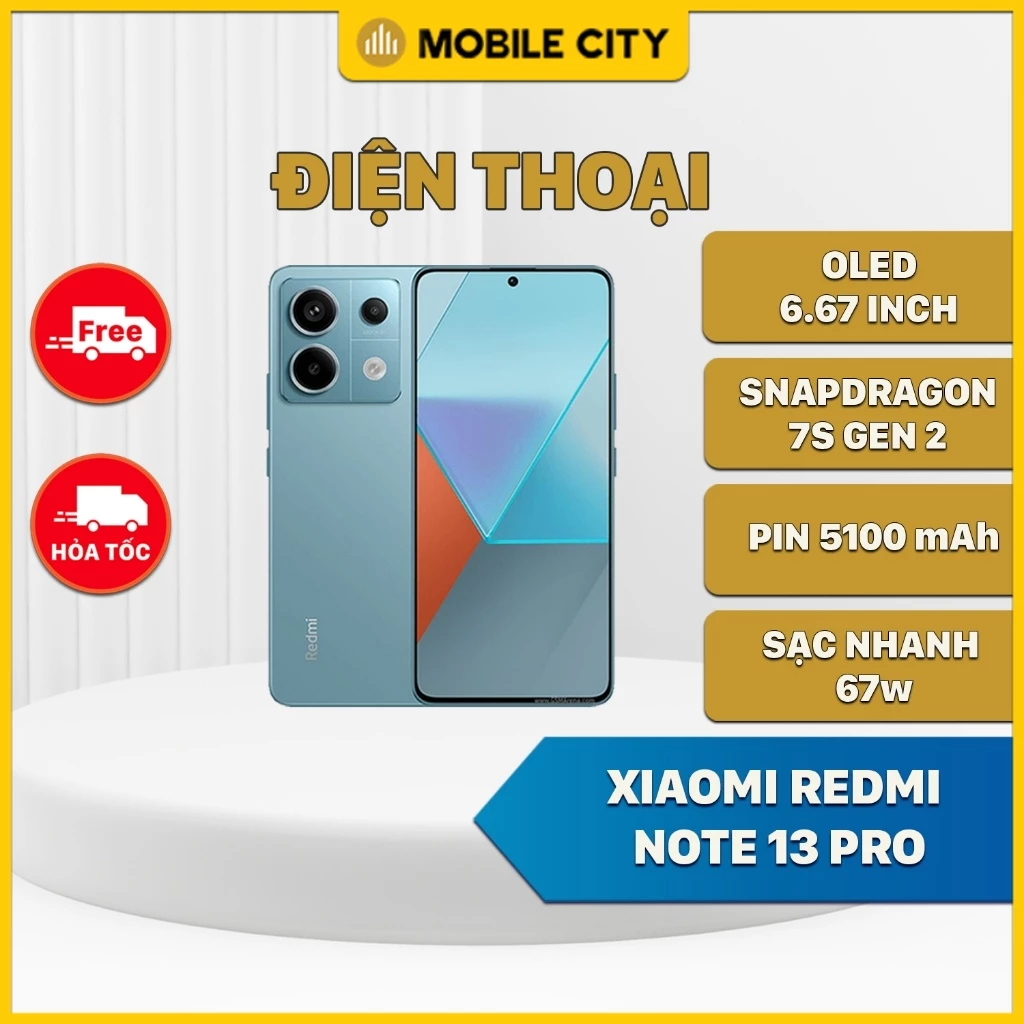 MOBILE CITY
ĐIỆN THOẠI
Free
HỎA TỐC
Redmi
OLED
6.67 INCH
SNAPDRAGON
7S GEN 2
PIN 5100 mAh
SẠC NHANH
67w
XIAOMI REDMI
NOTE 13 PRO